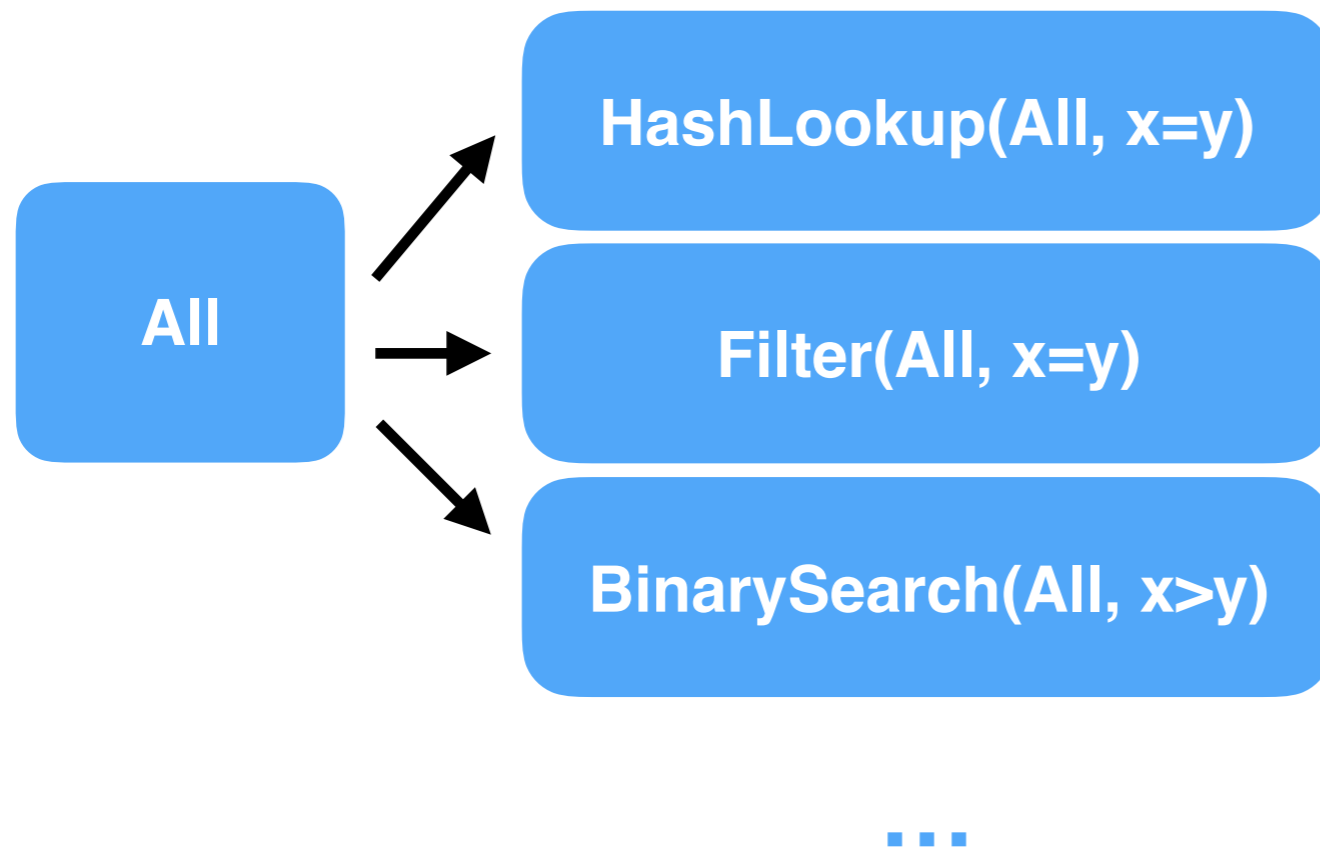 All
HashLookup(All, x=y)
Filter(All, x=y)
BinarySearch(All, x>y)
...